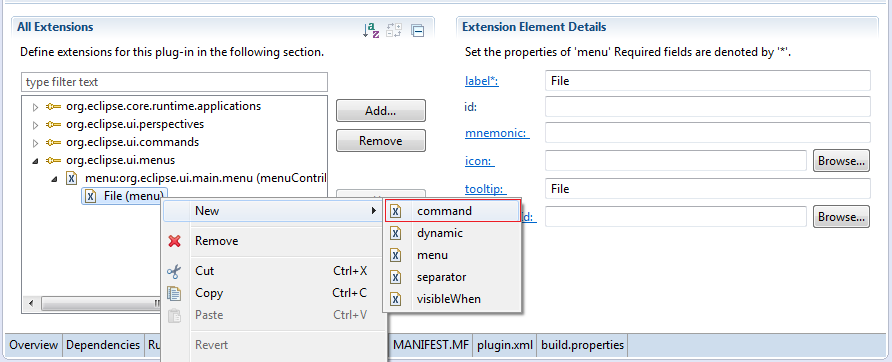 All Extensions
Define extensions for this plug-in in the following section.
type filter text
org.eclipse.core.runtime.applications
org.eclipse.ui.perspectives
org.eclipse.ui.commands
org.eclipse.ui.menus
menu:org.eclipse.ui.main.menu (menuContril
File (menu)
Add...
Remove
New
Remove
Cut Ctrl+X
Copy Ctrl+C
Paste Ctrl+V
Revert
command
dynamic
menu
separator
visibleWhen
Extension Element Details
Set the properties of 'menu' Required fields are denoted by '*'.
label*: File
id:
mnemonic:
icon: Browse...
tooltip: File
d: Browse...
Overview Dependencies Ru MANIFEST.MF plugin.xml build.properties